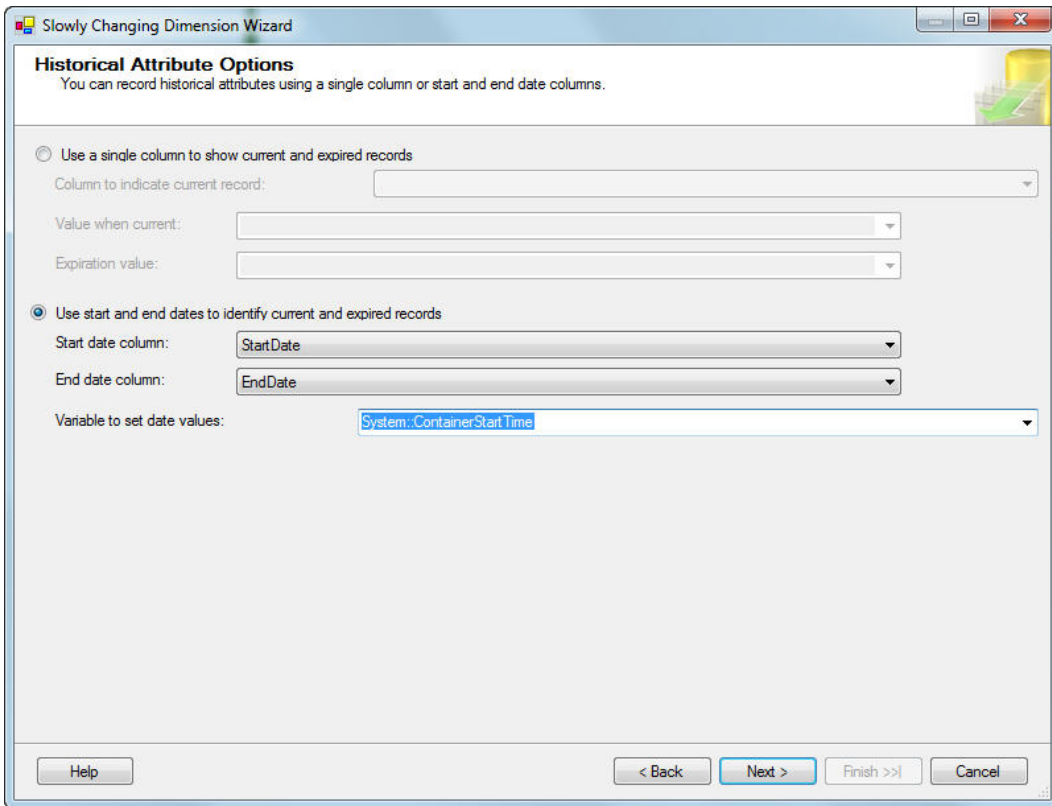 Slowly Changing Dimension Wizard
Historical Attribute Options
You can record historical attributes using a single column or start and end date columns.
Use a single column to show current and expired records
Column to indicate current record:
Value when current:
Expiration value:
Use start and end dates to identify current and expired records
Start date column: StartDate
End date column: EndDate
Variable to set date values: System::ContainerStartTime
Help < Back Next > Finish >>| Cancel